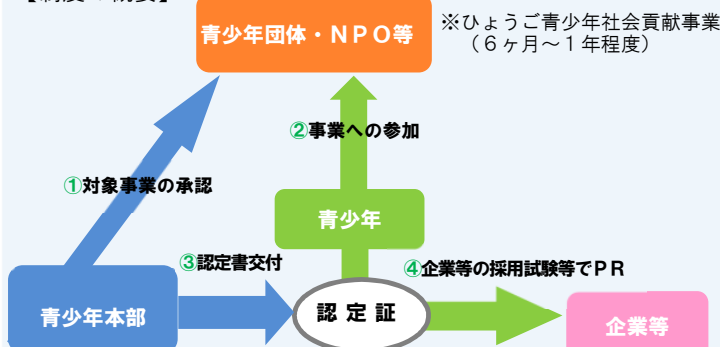 青少年団体・ＮＰＯ等
※ひょうご青少年社会貢献事業
（６ヶ月～１年程度）
②事業への参加
①対象事業の承認
青少年
③認定書交付
④企業等の採用試験等でＰＲ
青少年本部
認定証
企業等